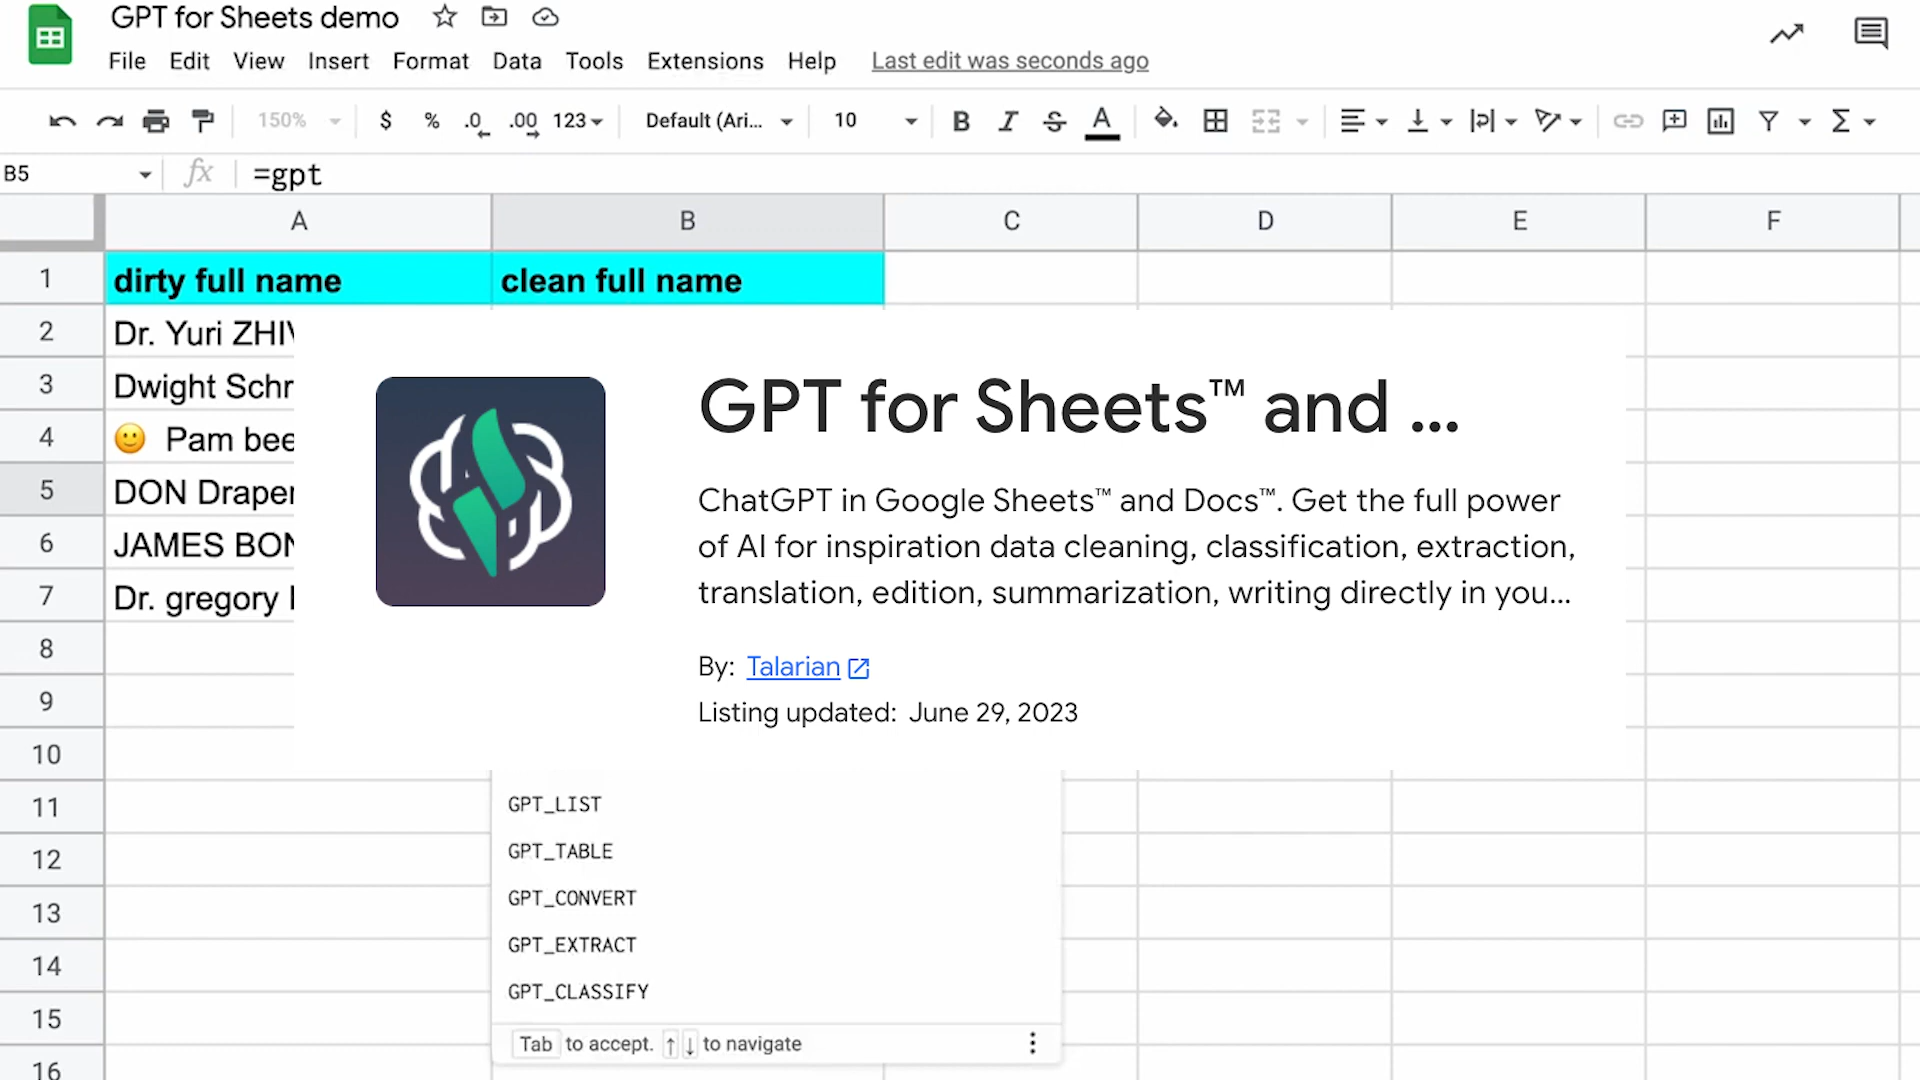 GPT for Sheets demo
File Edit View Insert Format Data Tools Extensions Help Last edit was seconds ago
150% $ % .0 .00 123 Default (Ari... 10 B I S A
B5 fx =gpt
A B C D E F
1 dirty full name clean full name
2 Dr. Yuri ZHIV
3 Dwight Schr
4 🙂 Pam bee
5 DON Draper
6 JAMES BON
7 Dr. gregory
8
9
10
11
12
13
14
15
16
GPT for Sheets™ and ...
ChatGPT in Google Sheets™ and Docs™. Get the full power
of AI for inspiration data cleaning, classification, extraction,
translation, edition, summarization, writing directly in you...
By: Talarian
Listing updated: June 29, 2023
GPT_LIST
GPT_TABLE
GPT_CONVERT
GPT_EXTRACT
GPT_CLASSIFY
Tab to accept. ↑ ↓ to navigate